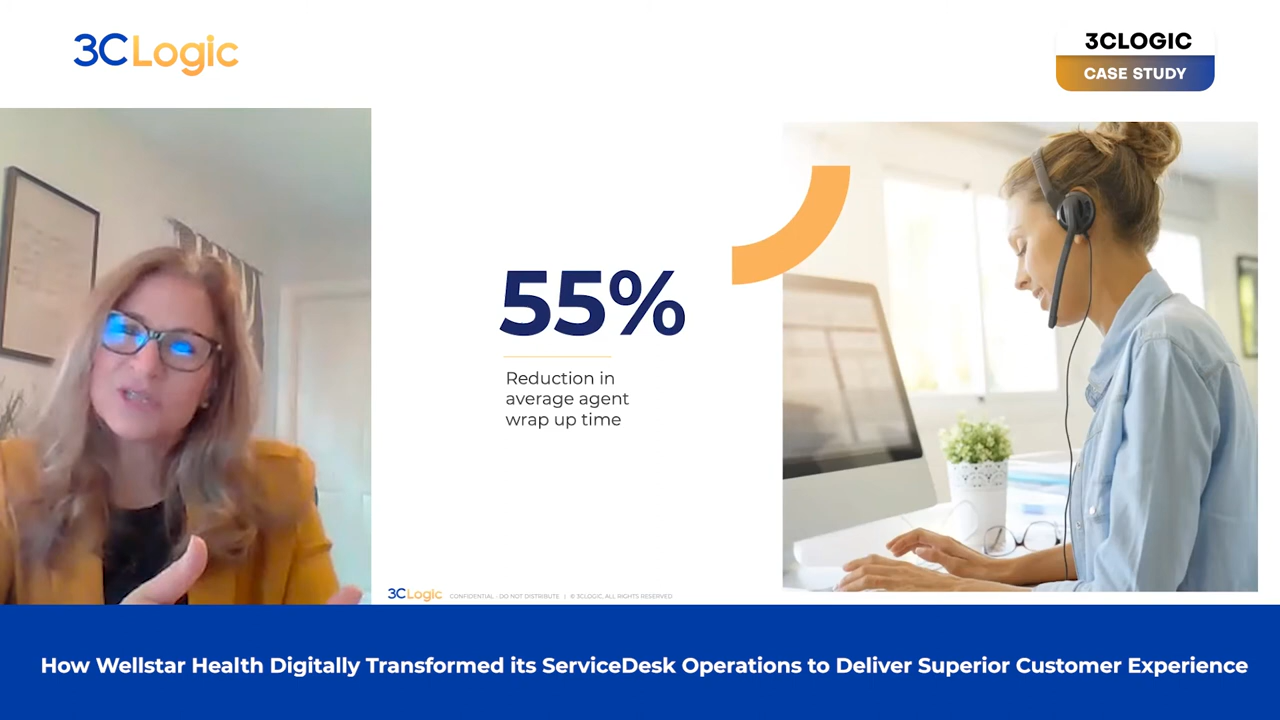 3CLogic
3CLOGIC
CASE STUDY
55%
Reduction in
average agent
wrap up time
3CLogic CONFIDENTIAL - DO NOT DISTRIBUTE | © 3CLOGIC, ALL RIGHTS RESERVED
How Wellstar Health Digitally Transformed its ServiceDesk Operations to Deliver Superior Customer Experience